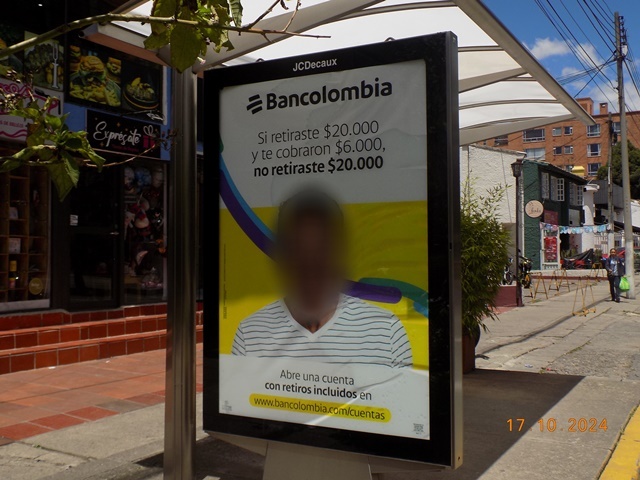 JCDecaux
Bancolombia
Si retiraste $20.000
y te cobraron $6.000,
no retiraste $20.000
Abre una cuenta
con retiros incluidos en
www.bancolombia.com/cuentas
Exprésate
17 10 2024